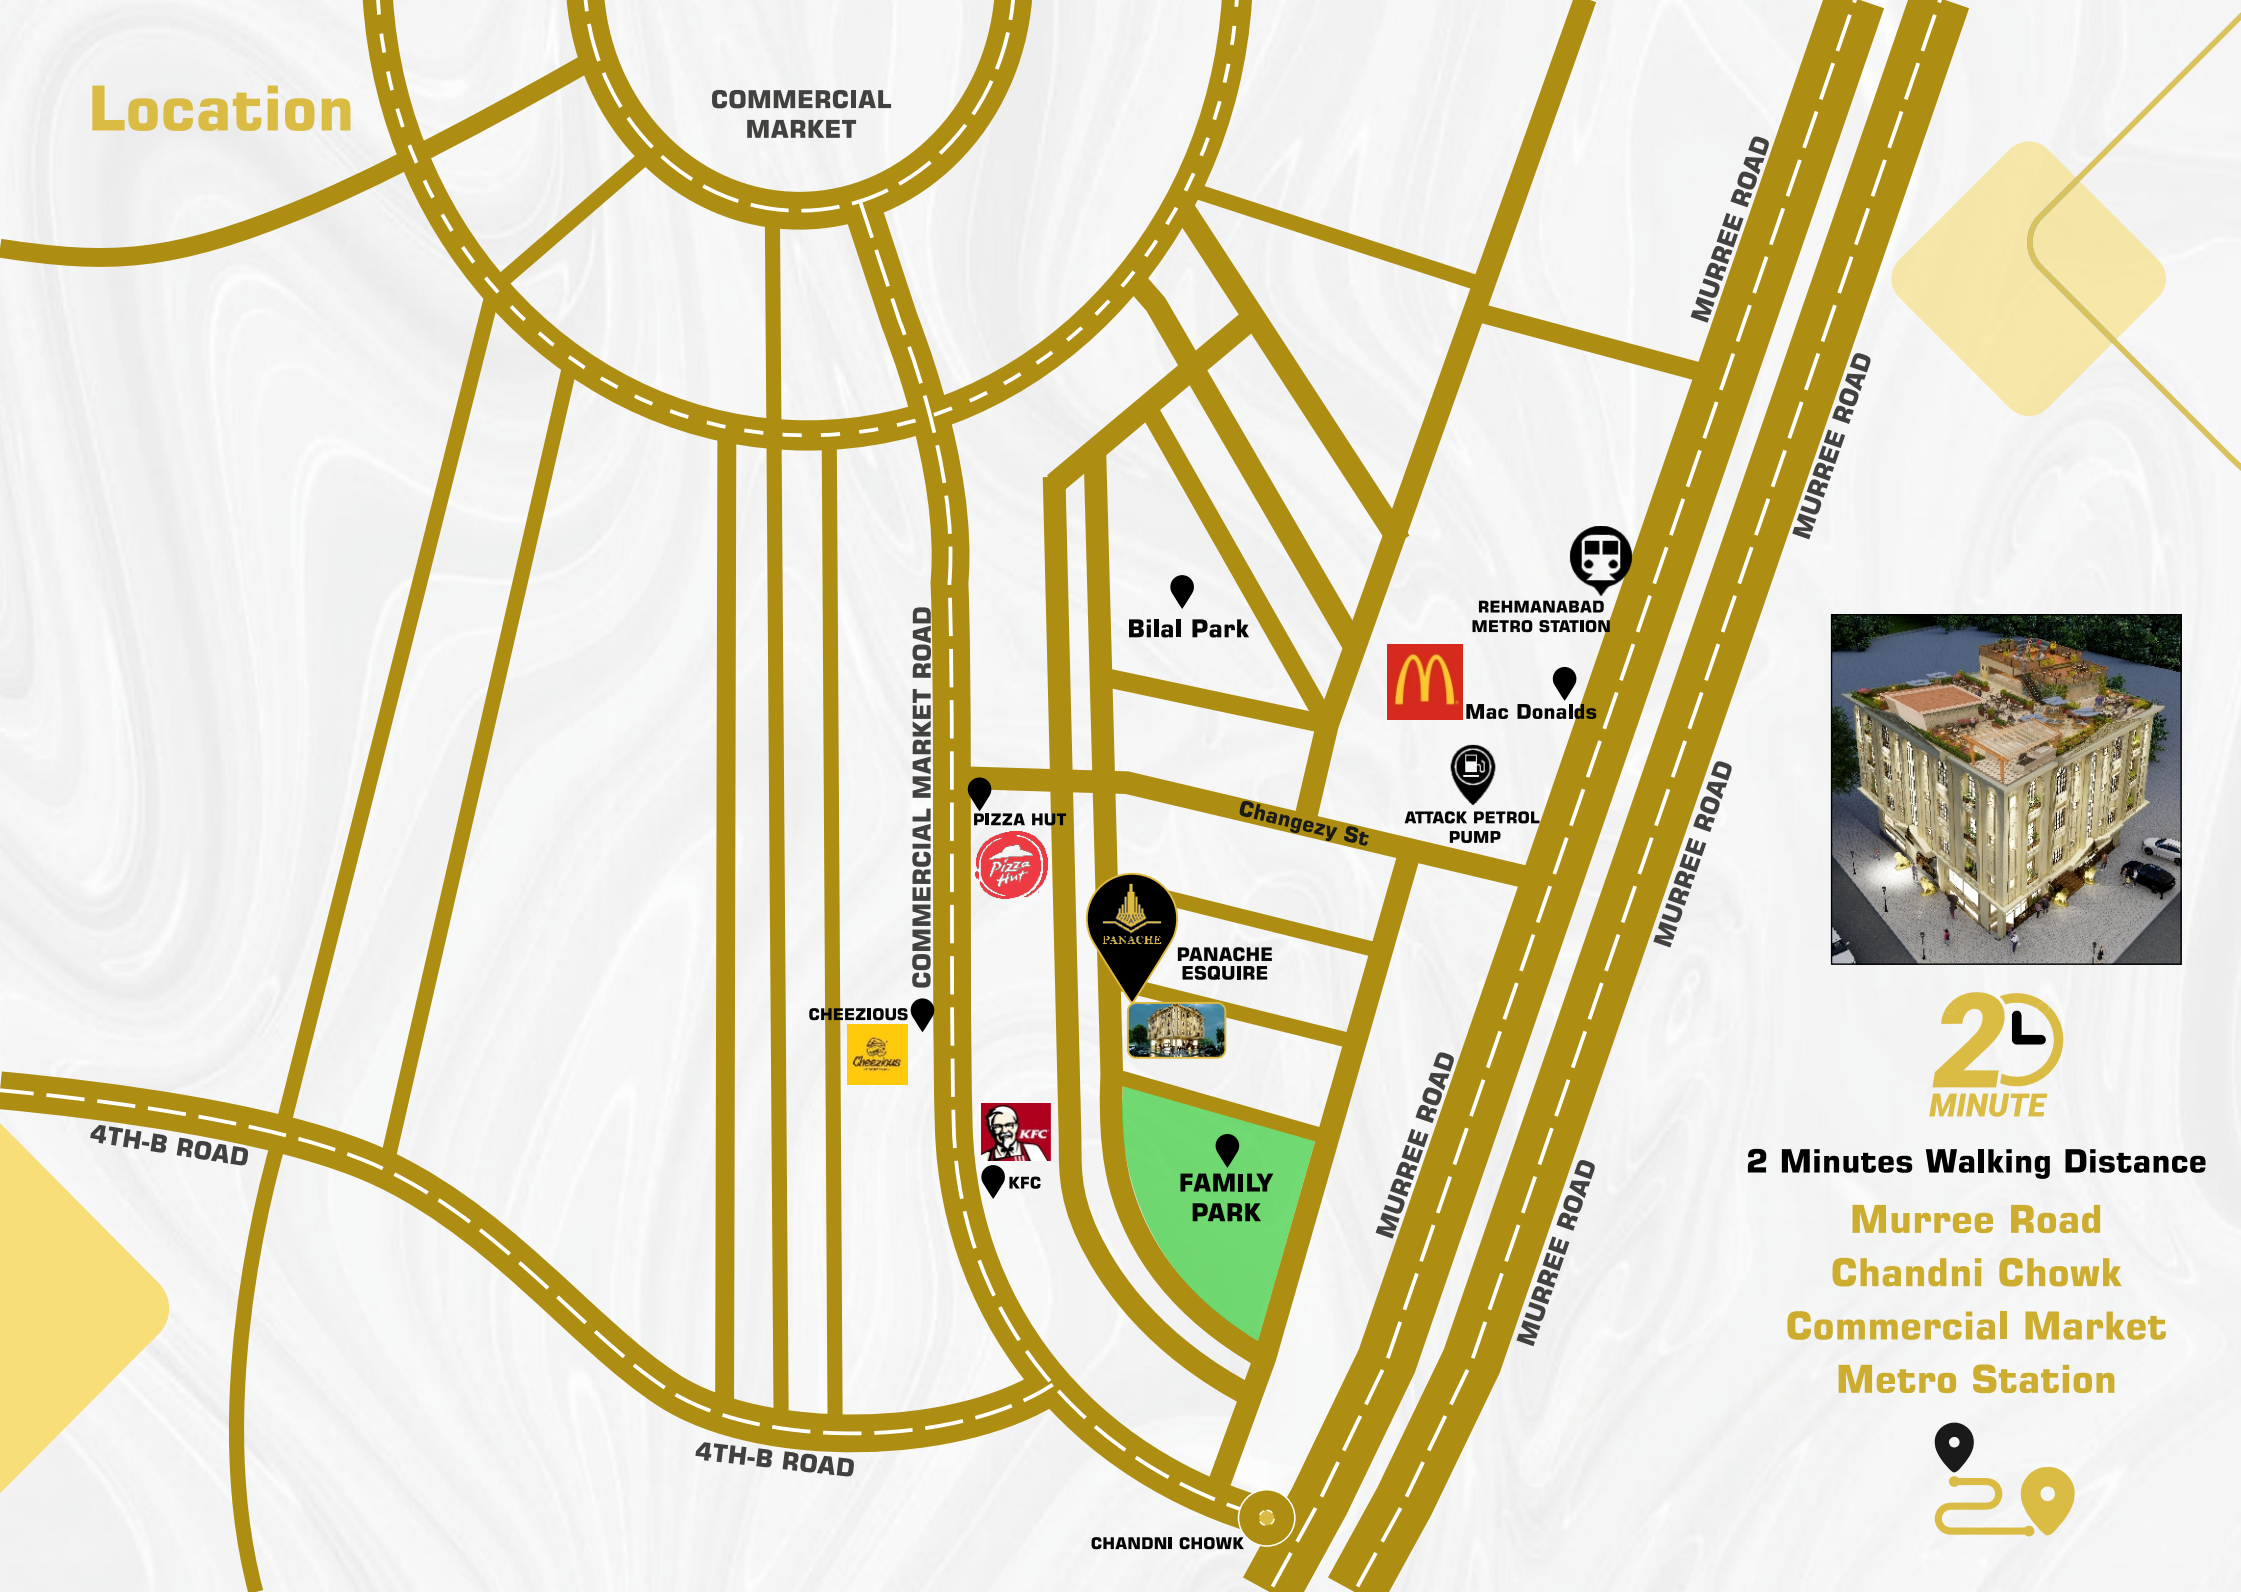 Location
COMMERCIAL
MARKET
MURREE ROAD
MURREE ROAD
REHMANABAD
METRO STATION
Bilal Park
Mac Donalds
COMMERCIAL MARKET ROAD
PIZZA HUT
Pizza
Hut
Changezy St
ATTACK PETROL
PUMP
MURREE ROAD
PANACHE
PANACHE
ESQUIRE
CHEEZIOUS
Cheezious
KFC
KFC
FAMILY
PARK
MURREE ROAD
MURREE ROAD
4TH-B ROAD
4TH-B ROAD
CHANDNI CHOWK
2
MINUTE
2 Minutes Walking Distance
Murree Road
Chandni Chowk
Commercial Market
Metro Station